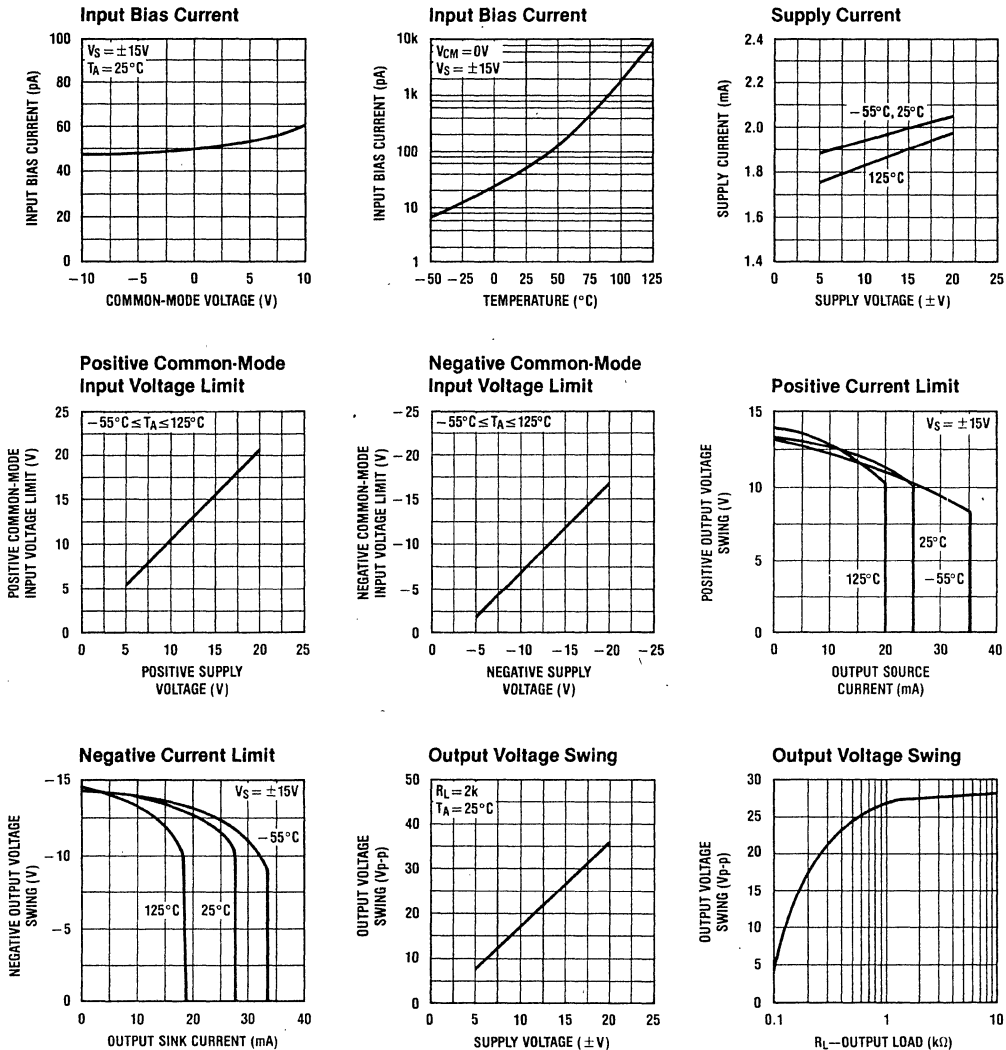 Input Bias Current
INPUT BIAS CURRENT (pA)
100
80
60
40
20
0
VS = ±15V
TA = 25°C
−10
−5
0
5
10
COMMON-MODE VOLTAGE (V)
Input Bias Current
INPUT BIAS CURRENT (pA)
10k
1k
100
10
1
VCM = 0V
VS = ±15V
−50
−25
0
25
50
75
100
125
TEMPERATURE (°C)
Supply Current
SUPPLY CURRENT (mA)
2.4
2.2
2.0
1.8
1.6
1.4
−55°C, 25°C
125°C
0
5
10
15
20
25
SUPPLY VOLTAGE (±V)
Positive Common-Mode
Input Voltage Limit
POSITIVE COMMON-MODE
INPUT VOLTAGE LIMIT (V)
25
20
15
10
5
0
−55°C ≤ TA ≤ 125°C
0
5
10
15
20
25
POSITIVE SUPPLY
VOLTAGE (V)
Negative Common-Mode
Input Voltage Limit
NEGATIVE COMMON-MODE
INPUT VOLTAGE LIMIT (V)
−25
−20
−15
−10
−5
0
−55°C ≤ TA ≤ 125°C
0
−5
−10
−15
−20
−25
NEGATIVE SUPPLY
VOLTAGE (V)
Positive Current Limit
POSITIVE OUTPUT VOLTAGE
SWING (V)
15
10
5
0
VS = ±15V
25°C
125°C
−55°C
0
10
20
30
40
OUTPUT SOURCE
CURRENT (mA)
Negative Current Limit
NEGATIVE OUTPUT VOLTAGE
SWING (V)
−15
−10
−5
0
VS = ±15V
−55°C
125°C
25°C
0
10
20
30
40
OUTPUT SINK CURRENT (mA)
Output Voltage Swing
OUTPUT VOLTAGE
SWING (Vp-p)
50
45
40
35
30
20
10
0
RL = 2k
TA = 25°C
0
5
10
15
20
25
SUPPLY VOLTAGE (±V)
Output Voltage Swing
OUTPUT VOLTAGE
SWING (Vp-p)
30
25
20
15
10
5
0
0.1
1
10
RL—OUTPUT LOAD (kΩ)